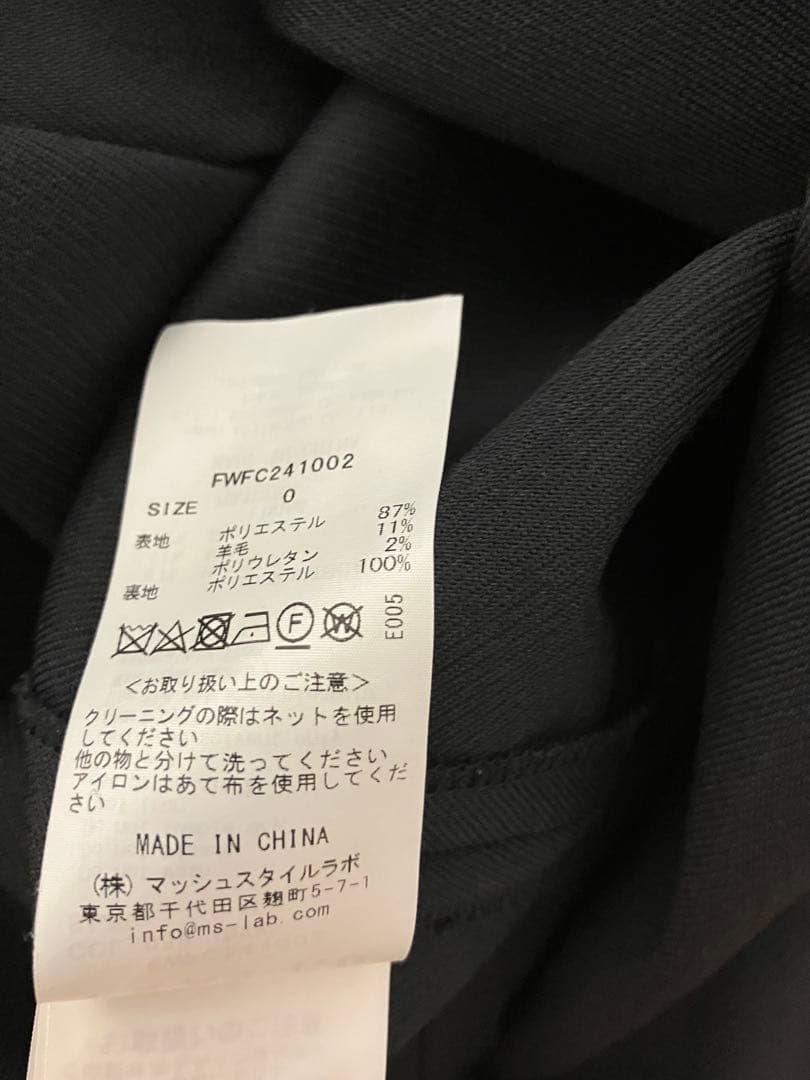 FWFC241002
SIZE 0
表地 ポリエステル 87%
羊毛 11%
ポリウレタン 2%
裏地 ポリエステル 100%
F W E005
<お取り扱い上のご注意>
クリーニングの際はネットを使用
してください
他の物と分けて洗ってください
アイロンはあて布を使用してくだ
さい
MADE IN CHINA
(株)マッシュスタイルラボ
東京都千代田区麹町5-7-1
info@ms-lab.com